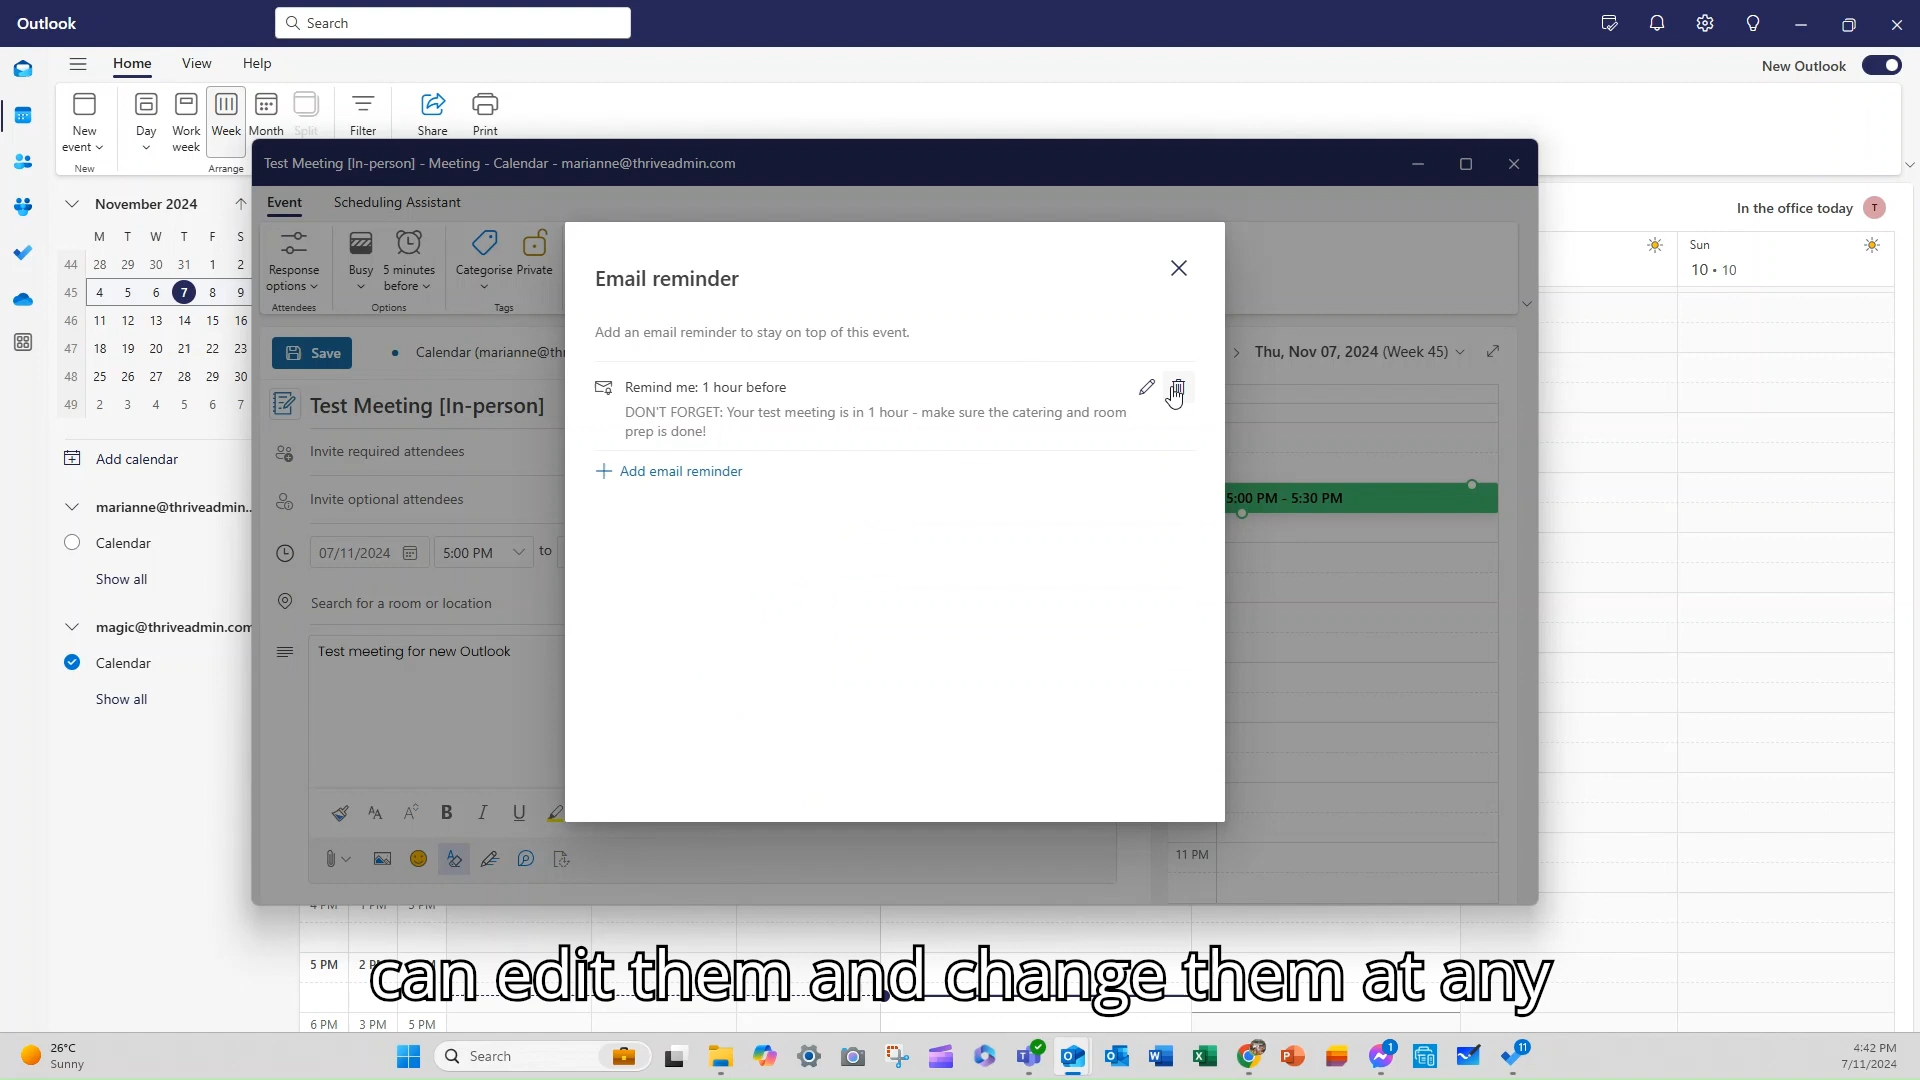 Outlook
Search
Home View Help
New Outlook
New event
Day
Work week
Week
Month
Split
Filter
Share
Print
New
Arrange
Test Meeting [In-person] - Meeting - Calendar - marianne@thriveadmin.com
Event Scheduling Assistant
Response options
Busy
5 minutes before
Categorise
Private
Attendees
Options
Tags
November 2024
M T W T F S
44 28 29 30 31 1 2
45 4 5 6 7 8 9
46 11 12 13 14 15 16
47 18 19 20 21 22 23
48 25 26 27 28 29 30
49 2 3 4 5 6 7
Add calendar
marianne@thriveadmin...
Calendar
Show all
magic@thriveadmin.com
Calendar
Show all
Save
Calendar (marianne@th
Test Meeting [In-person]
Invite required attendees
Invite optional attendees
07/11/2024
5:00 PM
to
Search for a room or location
Test meeting for new Outlook
Email reminder
Add an email reminder to stay on top of this event.
Remind me: 1 hour before
DON'T FORGET: Your test meeting is in 1 hour - make sure the catering and room
prep is done!
Add email reminder
In the office today
T
Sun
10 • 10
Thu, Nov 07, 2024 (Week 45)
5:00 PM - 5:30 PM
11 PM
4 PM 1 PM 3 PM
5 PM 2 P
6 PM 3 PM 5 PM
can edit them and change them at any
26°C
Sunny
Search
1
11
4:42 PM
7/11/2024